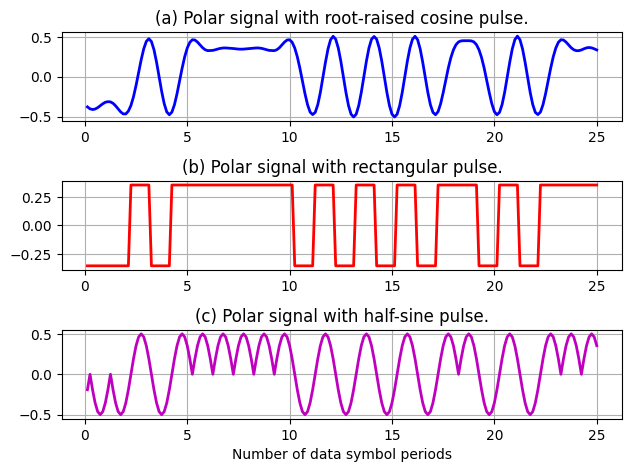 (a) Polar signal with root-raised cosine pulse.
0.5
0.0
−0.5
0 5 10 15 20 25
(b) Polar signal with rectangular pulse.
0.25
0.00
−0.25
0 5 10 15 20 25
(c) Polar signal with half-sine pulse.
0.5
0.0
−0.5
0 5 10 15 20 25
Number of data symbol periods